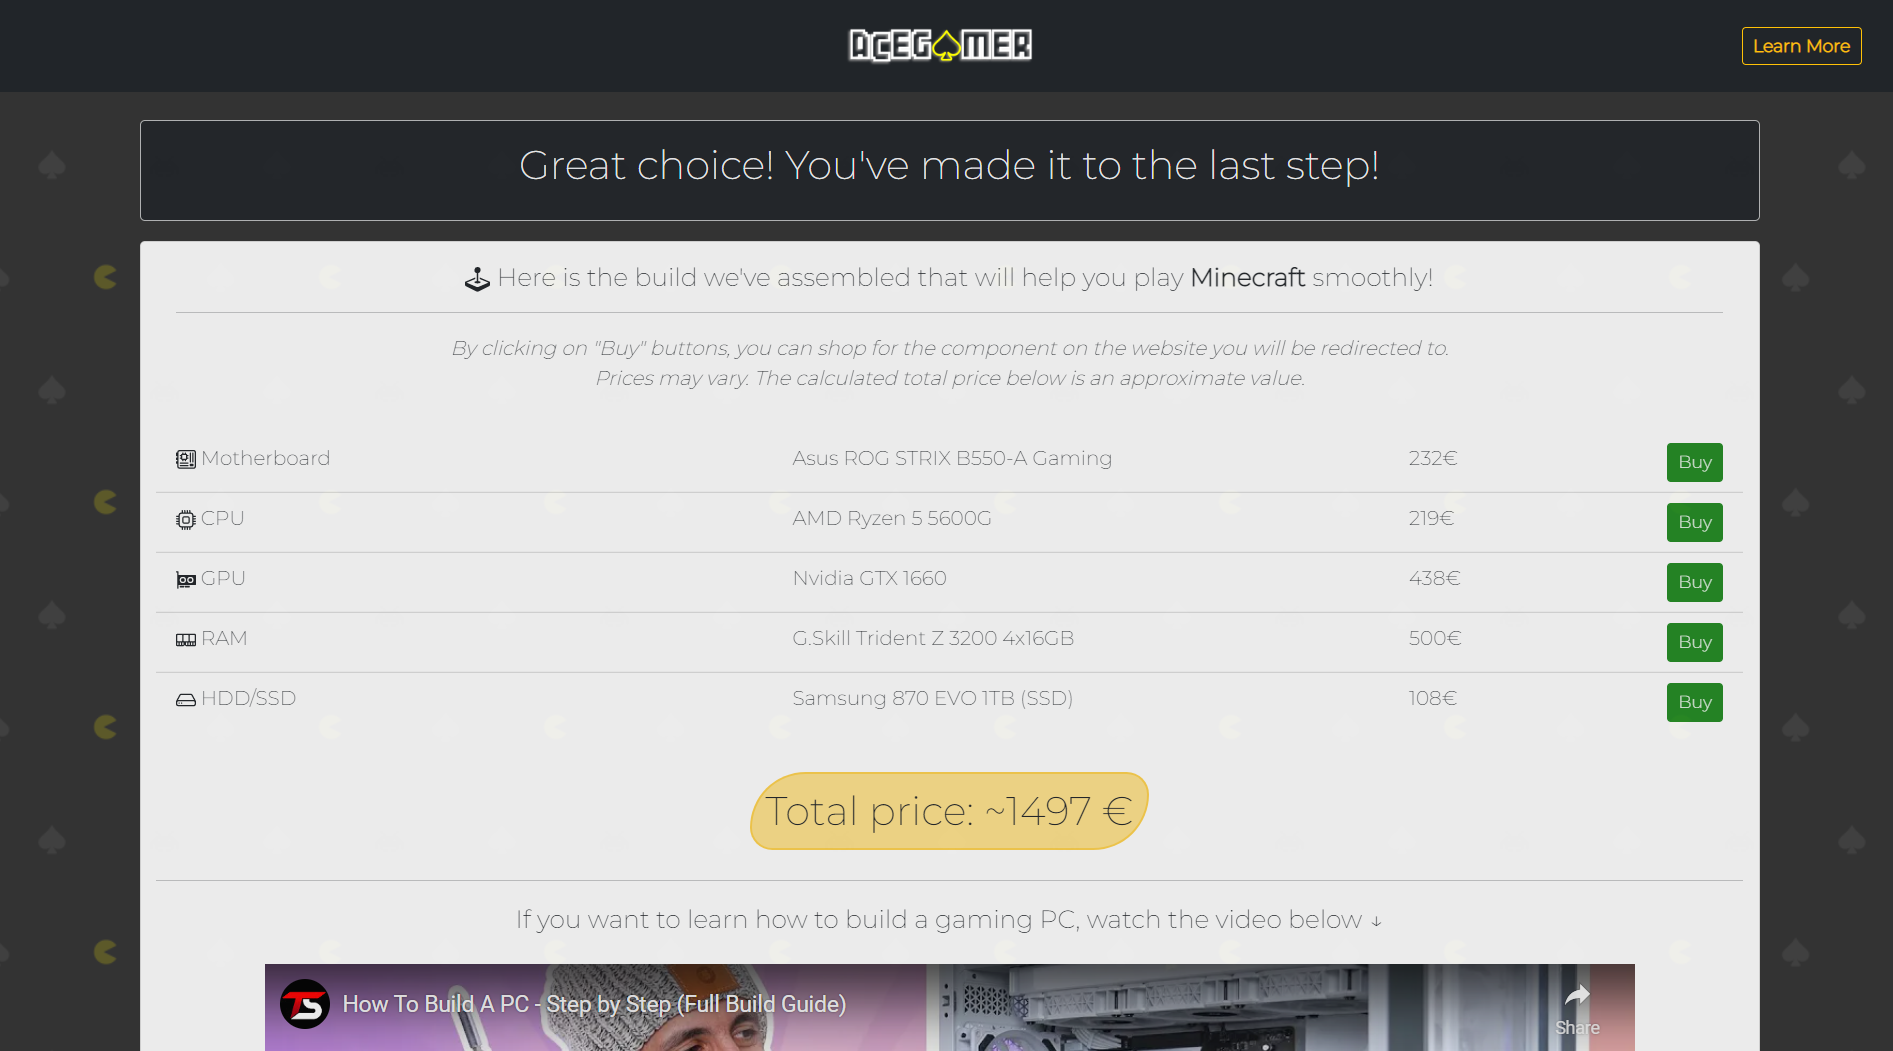 ACEGAMER
Learn More
Great choice! You've made it to the last step!
Here is the build we've assembled that will help you play Minecraft smoothly!
By clicking on "Buy" buttons, you can shop for the component on the website you will be redirected to.
Prices may vary. The calculated total price below is an approximate value.
Motherboard Asus ROG STRIX B550-A Gaming 232€ Buy
CPU AMD Ryzen 5 5600G 219€ Buy
GPU Nvidia GTX 1660 438€ Buy
RAM G.Skill Trident Z 3200 4x16GB 500€ Buy
HDD/SSD Samsung 870 EVO 1TB (SSD) 108€ Buy
Total price: ~1497 €
If you want to learn how to build a gaming PC, watch the video below ↓
TS How To Build A PC - Step by Step (Full Build Guide)
Share